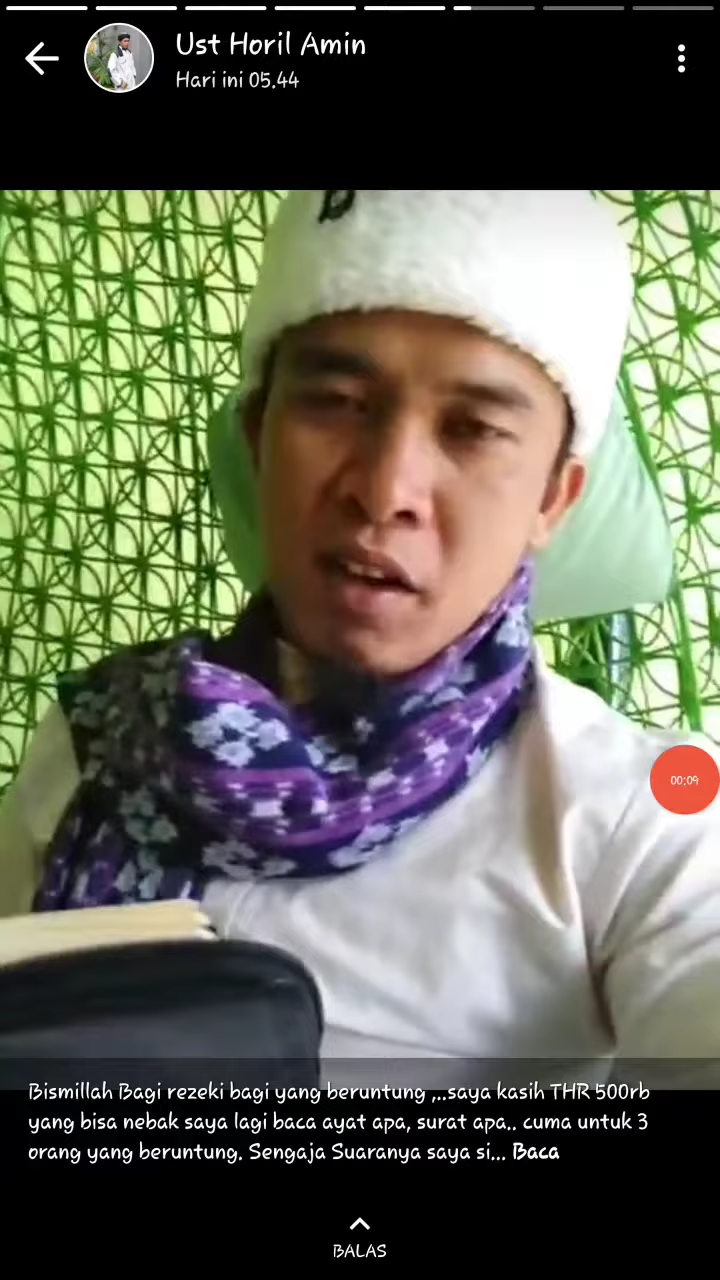 Ust Horil Amin
Hari ini 05.44
00:09
Bismillah Bagi rezeki bagi yang beruntung ,..saya kasih THR 500rb
yang bisa nebak saya lagi baca ayat apa, surat apa.. cuma untuk 3
orang yang beruntung. Sengaja Suaranya saya si... Baca
BALAS